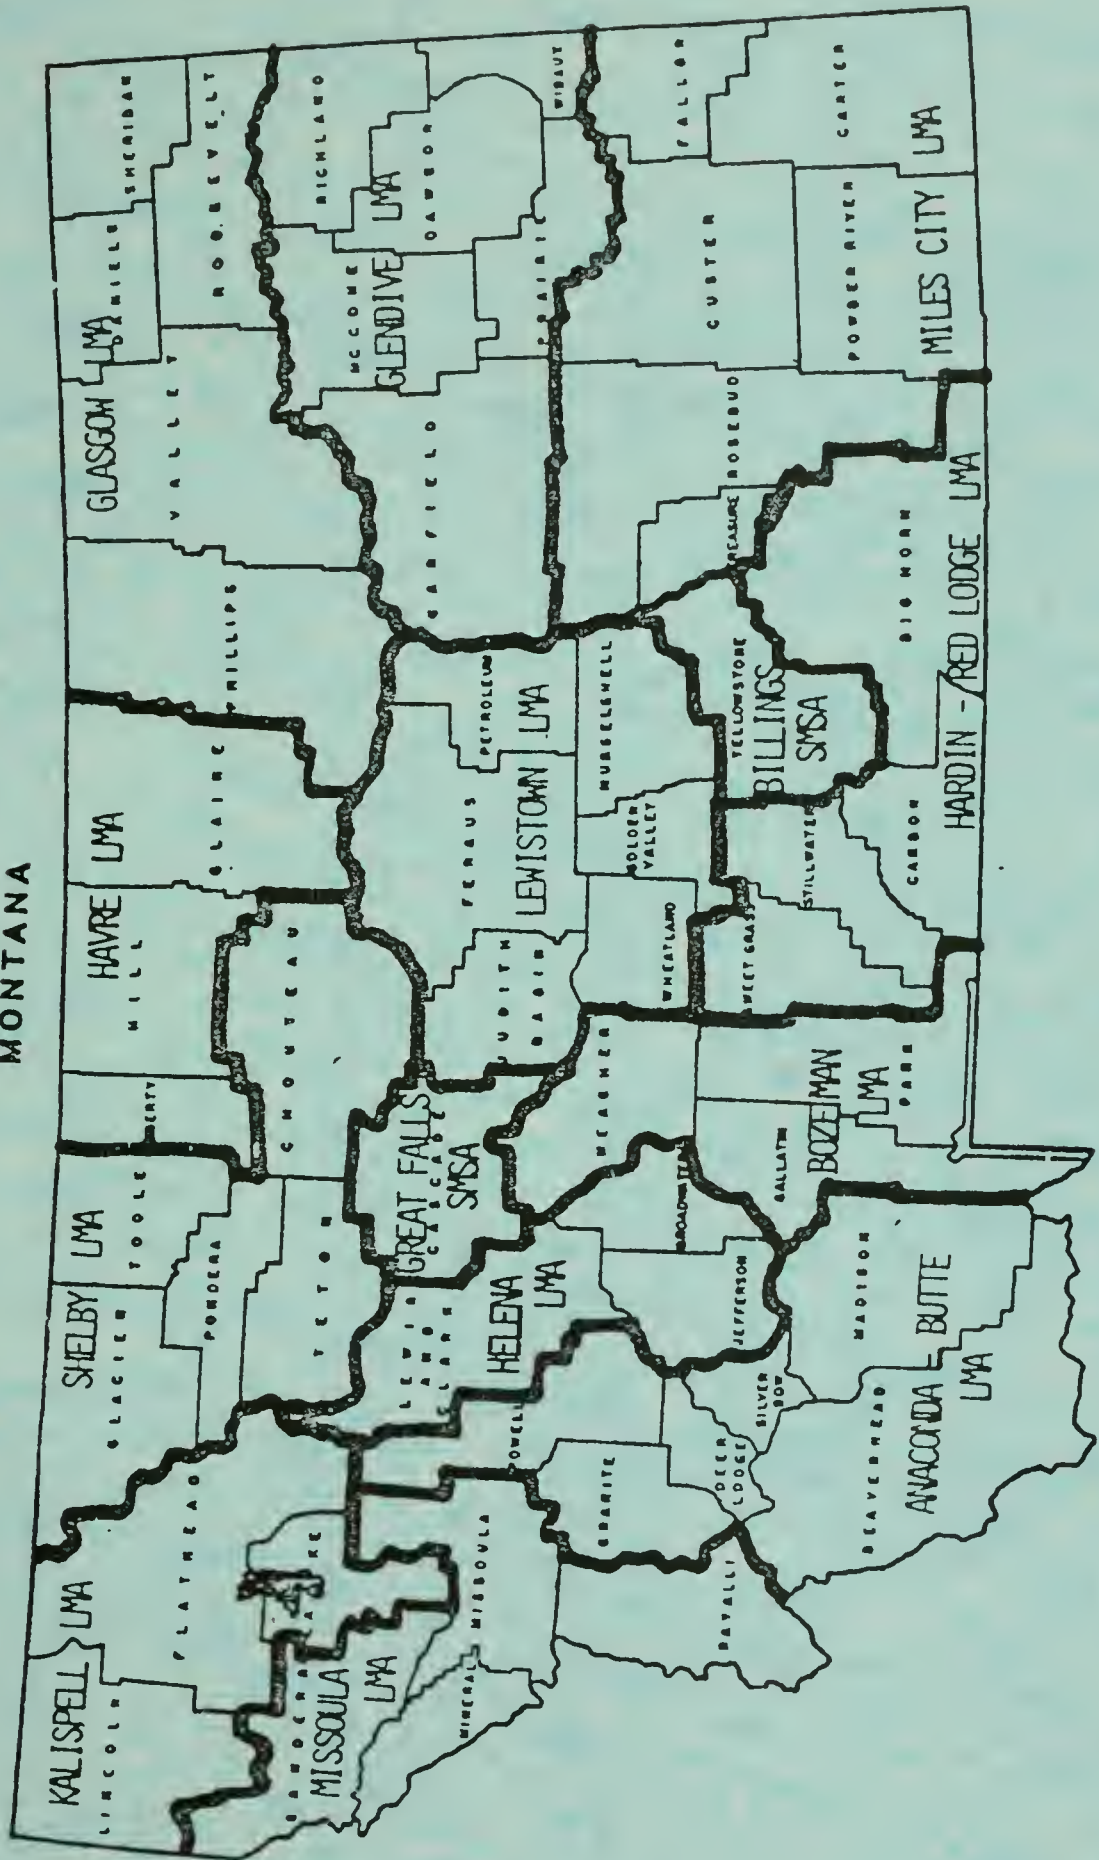 MONTANA
KALISPELL LMA
LINCOLN
FLATHEAD
SHELBY LMA
GLACIER
TOOLE
PONDERA
TETON
HAVRE LMA
HILL
BLAINE
CHOUTEAU
GLASGOW LMA
PHILLIPS
VALLEY
DANIELS
SHERIDAN
ROOSEVELT
RICHLAND
MCCONE
GLENDIVE LMA
DAWSON
PRAIRIE
WIBAUX
GARFIELD
MISSOULA LMA
SANDERS
LAKE
MINERAL
MISSOULA
RAVALLI
GREAT FALLS SMSA
CASCADE
HELENA LMA
LEWIS
AND
CLARK
BROADWATER
JEFFERSON
MEAGHER
POWELL
GRANITE
DEER
LODGE
SILVER
BOW
ANACONDA - BUTTE
LMA
BEAVERHEAD
MADISON
BOZEMAN
LMA
GALLATIN
PARK
LEWISTOWN LMA
FERGUS
PETROLEUM
JUDITH
BASIN
WHEATLAND
GOLDEN
VALLEY
MUSSELSHELL
BILLINGS
SMSA
YELLOWSTONE
SWEET GRASS
STILLWATER
CARBON
BIG HORN
HARDIN - RED LODGE LMA
TREASURE
ROSEBUD
CUSTER
FALLON
CARTER
POWDER RIVER
MILES CITY LMA